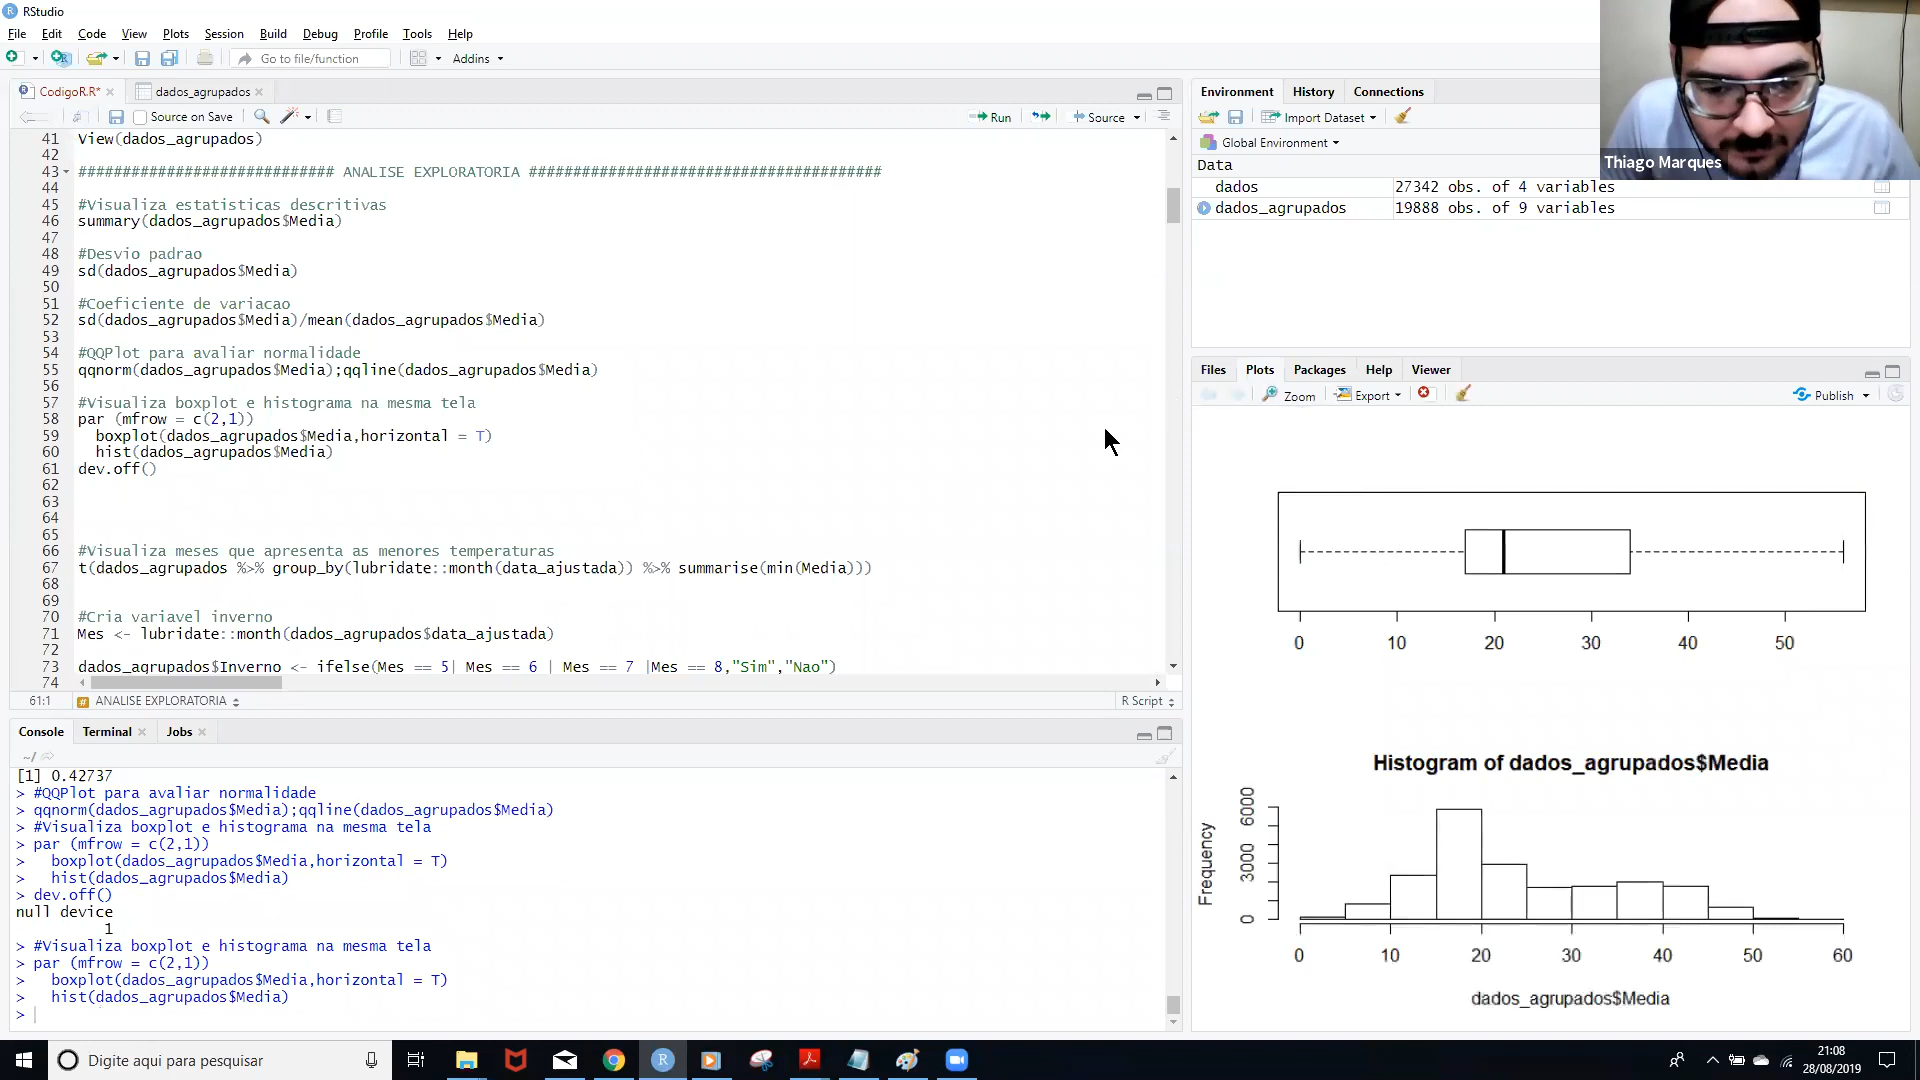 RStudio
File Edit Code View Plots Session Build Debug Profile Tools Help
Go to file/function Addins
CodigoR.R* dados_agrupados
Source on Save Run Source
41 View(dados_agrupados)
42
43 ############################# ANALISE EXPLORATORIA ########################################
44
45 #Visualiza estatisticas descritivas
46 summary(dados_agrupados$Media)
47
48 #Desvio padrao
49 sd(dados_agrupados$Media)
50
51 #Coeficiente de variacao
52 sd(dados_agrupados$Media)/mean(dados_agrupados$Media)
53
54 #QQPlot para avaliar normalidade
55 qqnorm(dados_agrupados$Media);qqline(dados_agrupados$Media)
56
57 #Visualiza boxplot e histograma na mesma tela
58 par (mfrow = c(2,1))
59 boxplot(dados_agrupados$Media,horizontal = T)
60 hist(dados_agrupados$Media)
61 dev.off()
62
63
64
65
66 #Visualiza meses que apresenta as menores temperaturas
67 t(dados_agrupados %>% group_by(lubridate::month(data_ajustada)) %>% summarise(min(Media)))
68
69
70 #Cria variavel inverno
71 Mes <- lubridate::month(dados_agrupados$data_ajustada)
72
73 dados_agrupados$Inverno <- ifelse(Mes == 5| Mes == 6 | Mes == 7 |Mes == 8,"Sim","Nao")
74
61:1 ANALISE EXPLORATORIA R Script
Console Terminal Jobs
~/
[1] 0.42737
> #QQPlot para avaliar normalidade
> qqnorm(dados_agrupados$Media);qqline(dados_agrupados$Media)
> #Visualiza boxplot e histograma na mesma tela
> par (mfrow = c(2,1))
> boxplot(dados_agrupados$Media,horizontal = T)
> hist(dados_agrupados$Media)
> dev.off()
null device
1
> #Visualiza boxplot e histograma na mesma tela
> par (mfrow = c(2,1))
> boxplot(dados_agrupados$Media,horizontal = T)
> hist(dados_agrupados$Media)
>
Environment History Connections
Import Dataset
Global Environment
Data
dados 27342 obs. of 4 variables
dados_agrupados 19888 obs. of 9 variables
Thiago Marques
Files Plots Packages Help Viewer
Zoom Export Publish
0 10 20 30 40 50
Histogram of dados_agrupados$Media
Frequency
0 3000 6000
0 10 20 30 40 50 60
dados_agrupados$Media
Digite aqui para pesquisar
21:08
28/08/2019